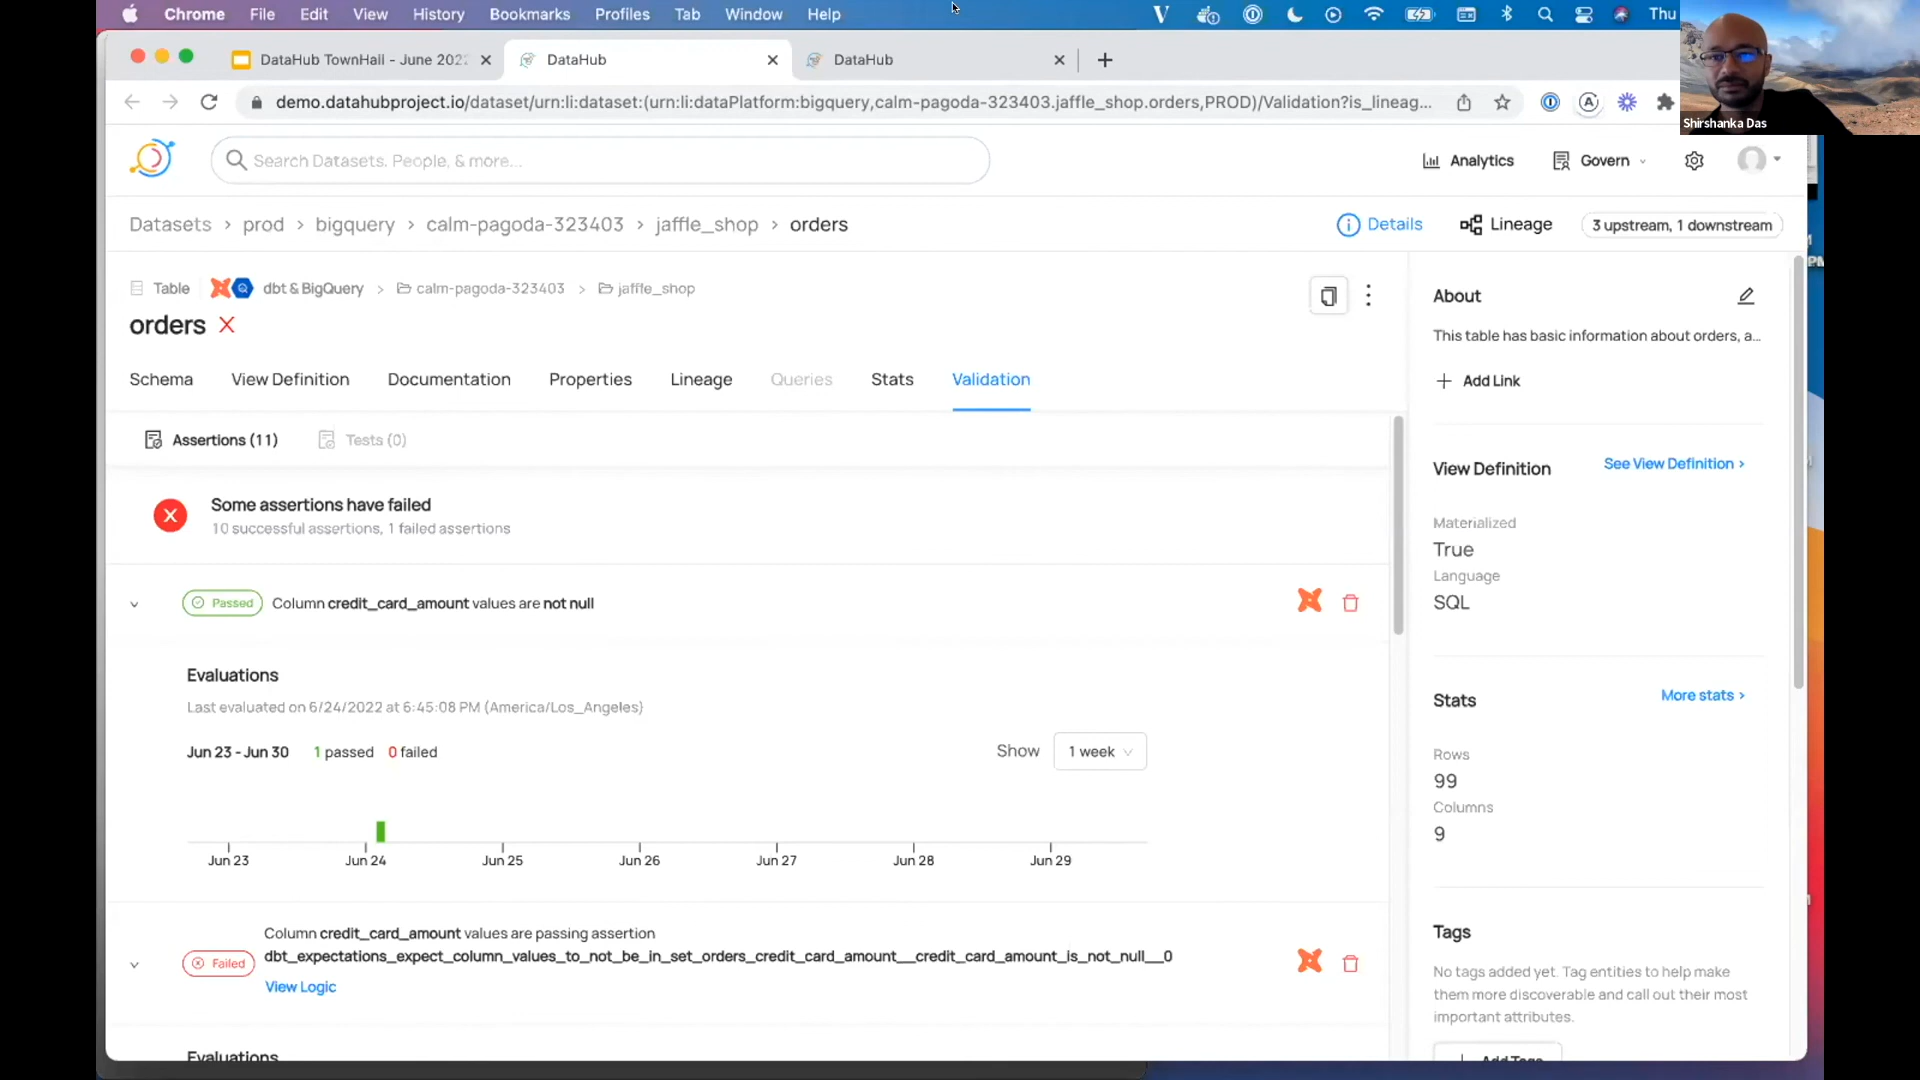 Chrome File Edit View History Bookmarks Profiles Tab Window Help Thu
DataHub TownHall - June 202
DataHub
DataHub
demo.datahubproject.io/dataset/urn:li:dataset:(urn:li:dataPlatform:bigquery,calm-pagoda-323403.jaffle_shop.orders,PROD)/Validation?is_lineag...
Shirshanka Das
Search Datasets, People, & more...
Analytics
Govern
Datasets > prod > bigquery > calm-pagoda-323403 > jaffle_shop > orders
Details
Lineage
3 upstream, 1 downstream
Table dbt & BigQuery > calm-pagoda-323403 > jaffle_shop
orders
Schema View Definition Documentation Properties Lineage Queries Stats Validation
Assertions (11) Tests (0)
Some assertions have failed
10 successful assertions, 1 failed assertions
Passed Column credit_card_amount values are not null
Evaluations
Last evaluated on 6/24/2022 at 6:45:08 PM (America/Los_Angeles)
Jun 23 - Jun 30 1 passed 0 failed
Show 1 week
Jun 23 Jun 24 Jun 25 Jun 26 Jun 27 Jun 28 Jun 29
Column credit_card_amount values are passing assertion
Failed dbt_expectations_expect_column_values_to_not_be_in_set_orders_credit_card_amount__credit_card_amount_is_not_null__0
View Logic
Evaluations
About
This table has basic information about orders, a...
+ Add Link
View Definition
See View Definition >
Materialized
True
Language
SQL
Stats
More stats >
Rows
99
Columns
9
Tags
No tags added yet. Tag entities to help make
them more discoverable and call out their most
important attributes.
+ Add Tags